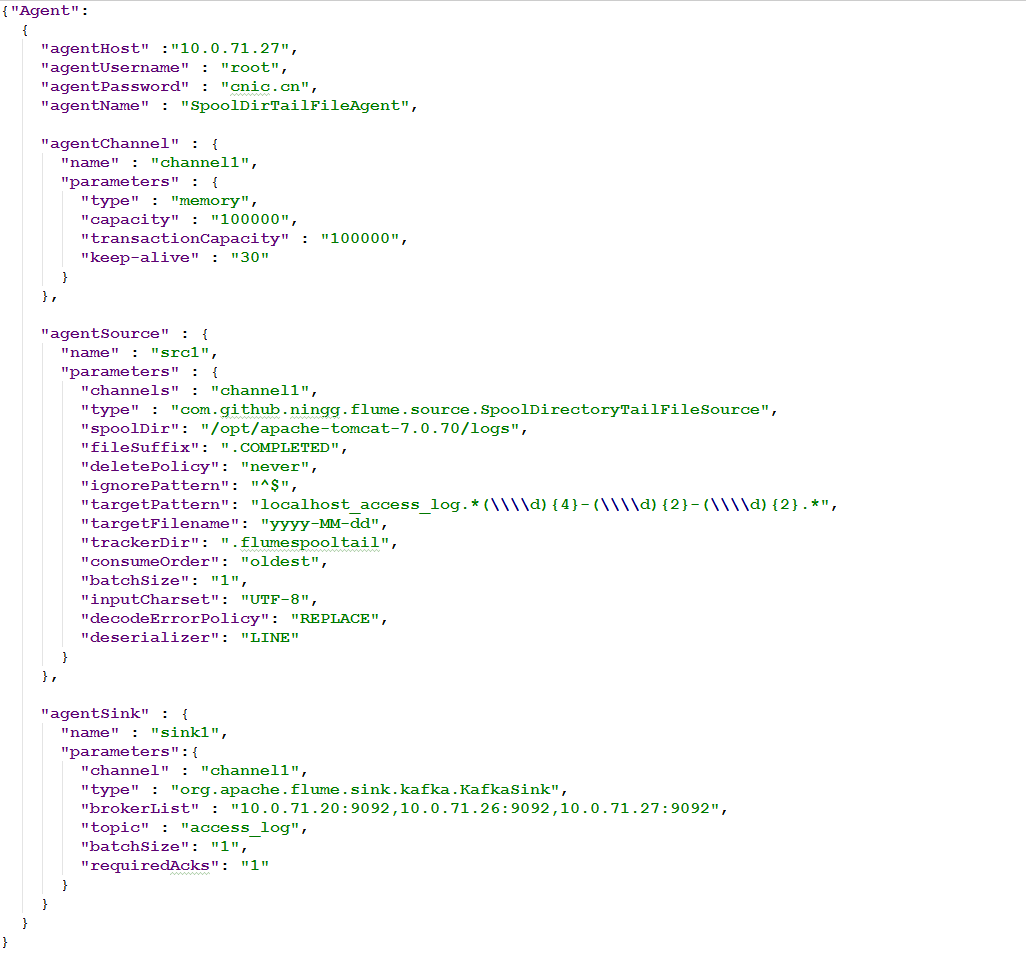 {"Agent":
{
"agentHost" :"10.0.71.27",
"agentUsername" : "root",
"agentPassword" : "cnic.cn",
"agentName" : "SpoolDirTailFileAgent",
"agentChannel" : {
"name" : "channel1",
"parameters" : {
"type" : "memory",
"capacity" : "100000",
"transactionCapacity" : "100000",
"keep-alive" : "30"
}
},
"agentSource" : {
"name" : "src1",
"parameters" : {
"channels" : "channel1",
"type" : "com.github.ningg.flume.source.SpoolDirectoryTailFileSource",
"spoolDir": "/opt/apache-tomcat-7.0.70/logs",
"fileSuffix": ".COMPLETED",
"deletePolicy": "never",
"ignorePattern": "^$",
"targetPattern": "localhost_access_log.*(\\\\d){4}-(\\\\d){2}-(\\\\d){2}.*",
"targetFilename": "yyyy-MM-dd",
"trackerDir": ".flumespooltail",
"consumeOrder": "oldest",
"batchSize": "1",
"inputCharset": "UTF-8",
"decodeErrorPolicy": "REPLACE",
"deserializer": "LINE"
}
},
"agentSink" : {
"name" : "sink1",
"parameters":{
"channel" : "channel1",
"type" : "org.apache.flume.sink.kafka.KafkaSink",
"brokerList" : "10.0.71.20:9092,10.0.71.26:9092,10.0.71.27:9092",
"topic" : "access_log",
"batchSize": "1",
"requiredAcks": "1"
}
}
}
}